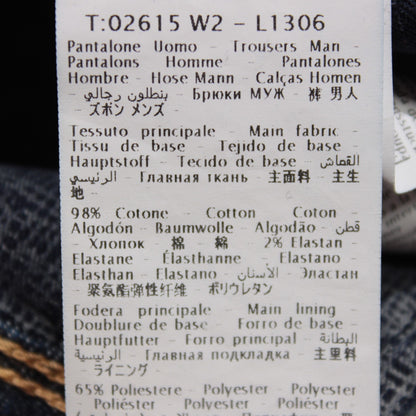 T:02615 W2 - L1306
Pantalone Uomo - Trousers Man -
Pantalons Homme - Pantalones
Hombre - Hose Mann - Calças Homen
- بنطلون رجالي - Брюки МУЖ - 裤 男人
ズボン メンズ -
Tessuto principale - Main fabric -
Tissu de base - Tejido de base -
Hauptstoff - Tecido de base - القماش
الرئيسي - Главная ткань - 主面料 - 主生
地 -
98% Cotone - Cotton - Coton -
Algodón - Baumwolle - Algodão - قطن
- Хлопок - 棉 - 綿 - 2% Elastan -
Elastane - Élasthanne - Elastano -
Elasthan - Elastano - الأستان - Эластан
- 聚氨酯弹性纤维 - ポリウレタン
Fodera principale - Main lining -
Doublure de base - Forro de base -
Hauptfutter - Forro principal - البطانة
الرئيسية - Главная подкладка - 主里料
- ライニング -
65% Poliestere - Polyester -
Polyester - Poliéster - Polyester -